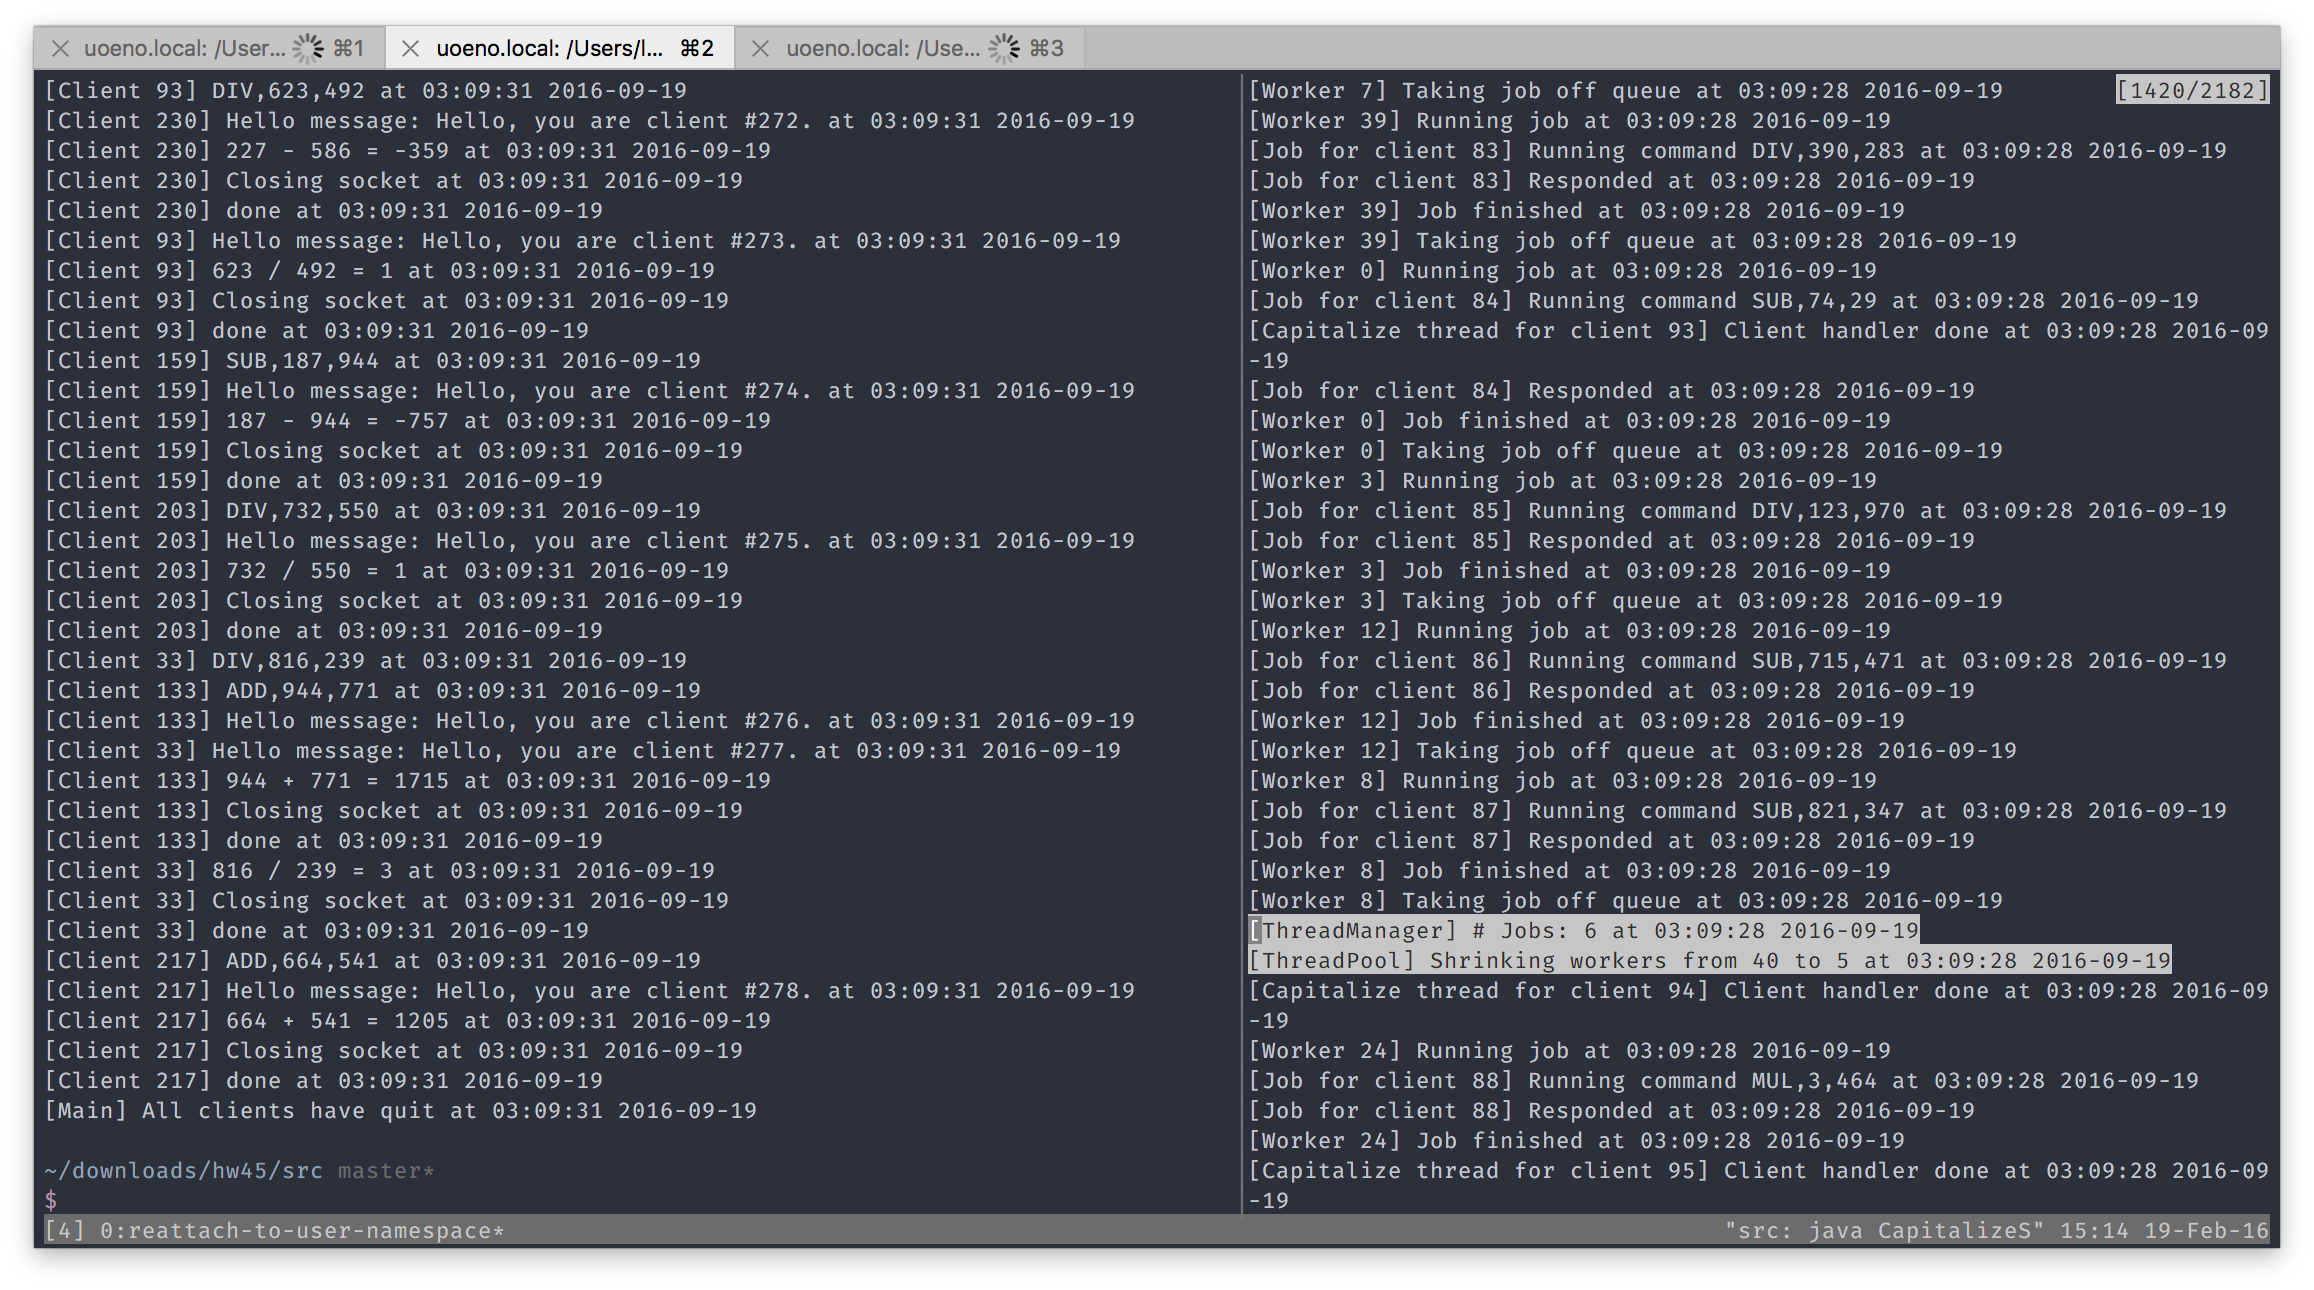 uoeno.local: /User... ⌘1
uoeno.local: /Users/l... ⌘2
uoeno.local: /Use... ⌘3
[Client 93] DIV,623,492 at 03:09:31 2016-09-19
[Client 230] Hello message: Hello, you are client #272. at 03:09:31 2016-09-19
[Client 230] 227 - 586 = -359 at 03:09:31 2016-09-19
[Client 230] Closing socket at 03:09:31 2016-09-19
[Client 230] done at 03:09:31 2016-09-19
[Client 93] Hello message: Hello, you are client #273. at 03:09:31 2016-09-19
[Client 93] 623 / 492 = 1 at 03:09:31 2016-09-19
[Client 93] Closing socket at 03:09:31 2016-09-19
[Client 93] done at 03:09:31 2016-09-19
[Client 159] SUB,187,944 at 03:09:31 2016-09-19
[Client 159] Hello message: Hello, you are client #274. at 03:09:31 2016-09-19
[Client 159] 187 - 944 = -757 at 03:09:31 2016-09-19
[Client 159] Closing socket at 03:09:31 2016-09-19
[Client 159] done at 03:09:31 2016-09-19
[Client 203] DIV,732,550 at 03:09:31 2016-09-19
[Client 203] Hello message: Hello, you are client #275. at 03:09:31 2016-09-19
[Client 203] 732 / 550 = 1 at 03:09:31 2016-09-19
[Client 203] Closing socket at 03:09:31 2016-09-19
[Client 203] done at 03:09:31 2016-09-19
[Client 33] DIV,816,239 at 03:09:31 2016-09-19
[Client 133] ADD,944,771 at 03:09:31 2016-09-19
[Client 133] Hello message: Hello, you are client #276. at 03:09:31 2016-09-19
[Client 33] Hello message: Hello, you are client #277. at 03:09:31 2016-09-19
[Client 133] 944 + 771 = 1715 at 03:09:31 2016-09-19
[Client 133] Closing socket at 03:09:31 2016-09-19
[Client 133] done at 03:09:31 2016-09-19
[Client 33] 816 / 239 = 3 at 03:09:31 2016-09-19
[Client 33] Closing socket at 03:09:31 2016-09-19
[Client 33] done at 03:09:31 2016-09-19
[Client 217] ADD,664,541 at 03:09:31 2016-09-19
[Client 217] Hello message: Hello, you are client #278. at 03:09:31 2016-09-19
[Client 217] 664 + 541 = 1205 at 03:09:31 2016-09-19
[Client 217] Closing socket at 03:09:31 2016-09-19
[Client 217] done at 03:09:31 2016-09-19
[Main] All clients have quit at 03:09:31 2016-09-19
~/downloads/hw45/src master*
$
[Worker 7] Taking job off queue at 03:09:28 2016-09-19 [1420/2182]
[Worker 39] Running job at 03:09:28 2016-09-19
[Job for client 83] Running command DIV,390,283 at 03:09:28 2016-09-19
[Job for client 83] Responded at 03:09:28 2016-09-19
[Worker 39] Job finished at 03:09:28 2016-09-19
[Worker 39] Taking job off queue at 03:09:28 2016-09-19
[Worker 0] Running job at 03:09:28 2016-09-19
[Job for client 84] Running command SUB,74,29 at 03:09:28 2016-09-19
[Capitalize thread for client 93] Client handler done at 03:09:28 2016-09
-19
[Job for client 84] Responded at 03:09:28 2016-09-19
[Worker 0] Job finished at 03:09:28 2016-09-19
[Worker 0] Taking job off queue at 03:09:28 2016-09-19
[Worker 3] Running job at 03:09:28 2016-09-19
[Job for client 85] Running command DIV,123,970 at 03:09:28 2016-09-19
[Job for client 85] Responded at 03:09:28 2016-09-19
[Worker 3] Job finished at 03:09:28 2016-09-19
[Worker 3] Taking job off queue at 03:09:28 2016-09-19
[Worker 12] Running job at 03:09:28 2016-09-19
[Job for client 86] Running command SUB,715,471 at 03:09:28 2016-09-19
[Job for client 86] Responded at 03:09:28 2016-09-19
[Worker 12] Job finished at 03:09:28 2016-09-19
[Worker 12] Taking job off queue at 03:09:28 2016-09-19
[Worker 8] Running job at 03:09:28 2016-09-19
[Job for client 87] Running command SUB,821,347 at 03:09:28 2016-09-19
[Job for client 87] Responded at 03:09:28 2016-09-19
[Worker 8] Job finished at 03:09:28 2016-09-19
[Worker 8] Taking job off queue at 03:09:28 2016-09-19
[ThreadManager] # Jobs: 6 at 03:09:28 2016-09-19
[ThreadPool] Shrinking workers from 40 to 5 at 03:09:28 2016-09-19
[Capitalize thread for client 94] Client handler done at 03:09:28 2016-09
-19
[Worker 24] Running job at 03:09:28 2016-09-19
[Job for client 88] Running command MUL,3,464 at 03:09:28 2016-09-19
[Job for client 88] Responded at 03:09:28 2016-09-19
[Worker 24] Job finished at 03:09:28 2016-09-19
[Capitalize thread for client 95] Client handler done at 03:09:28 2016-09
-19
[4] 0:reattach-to-user-namespace* "src: java CapitalizeS" 15:14 19-Feb-16